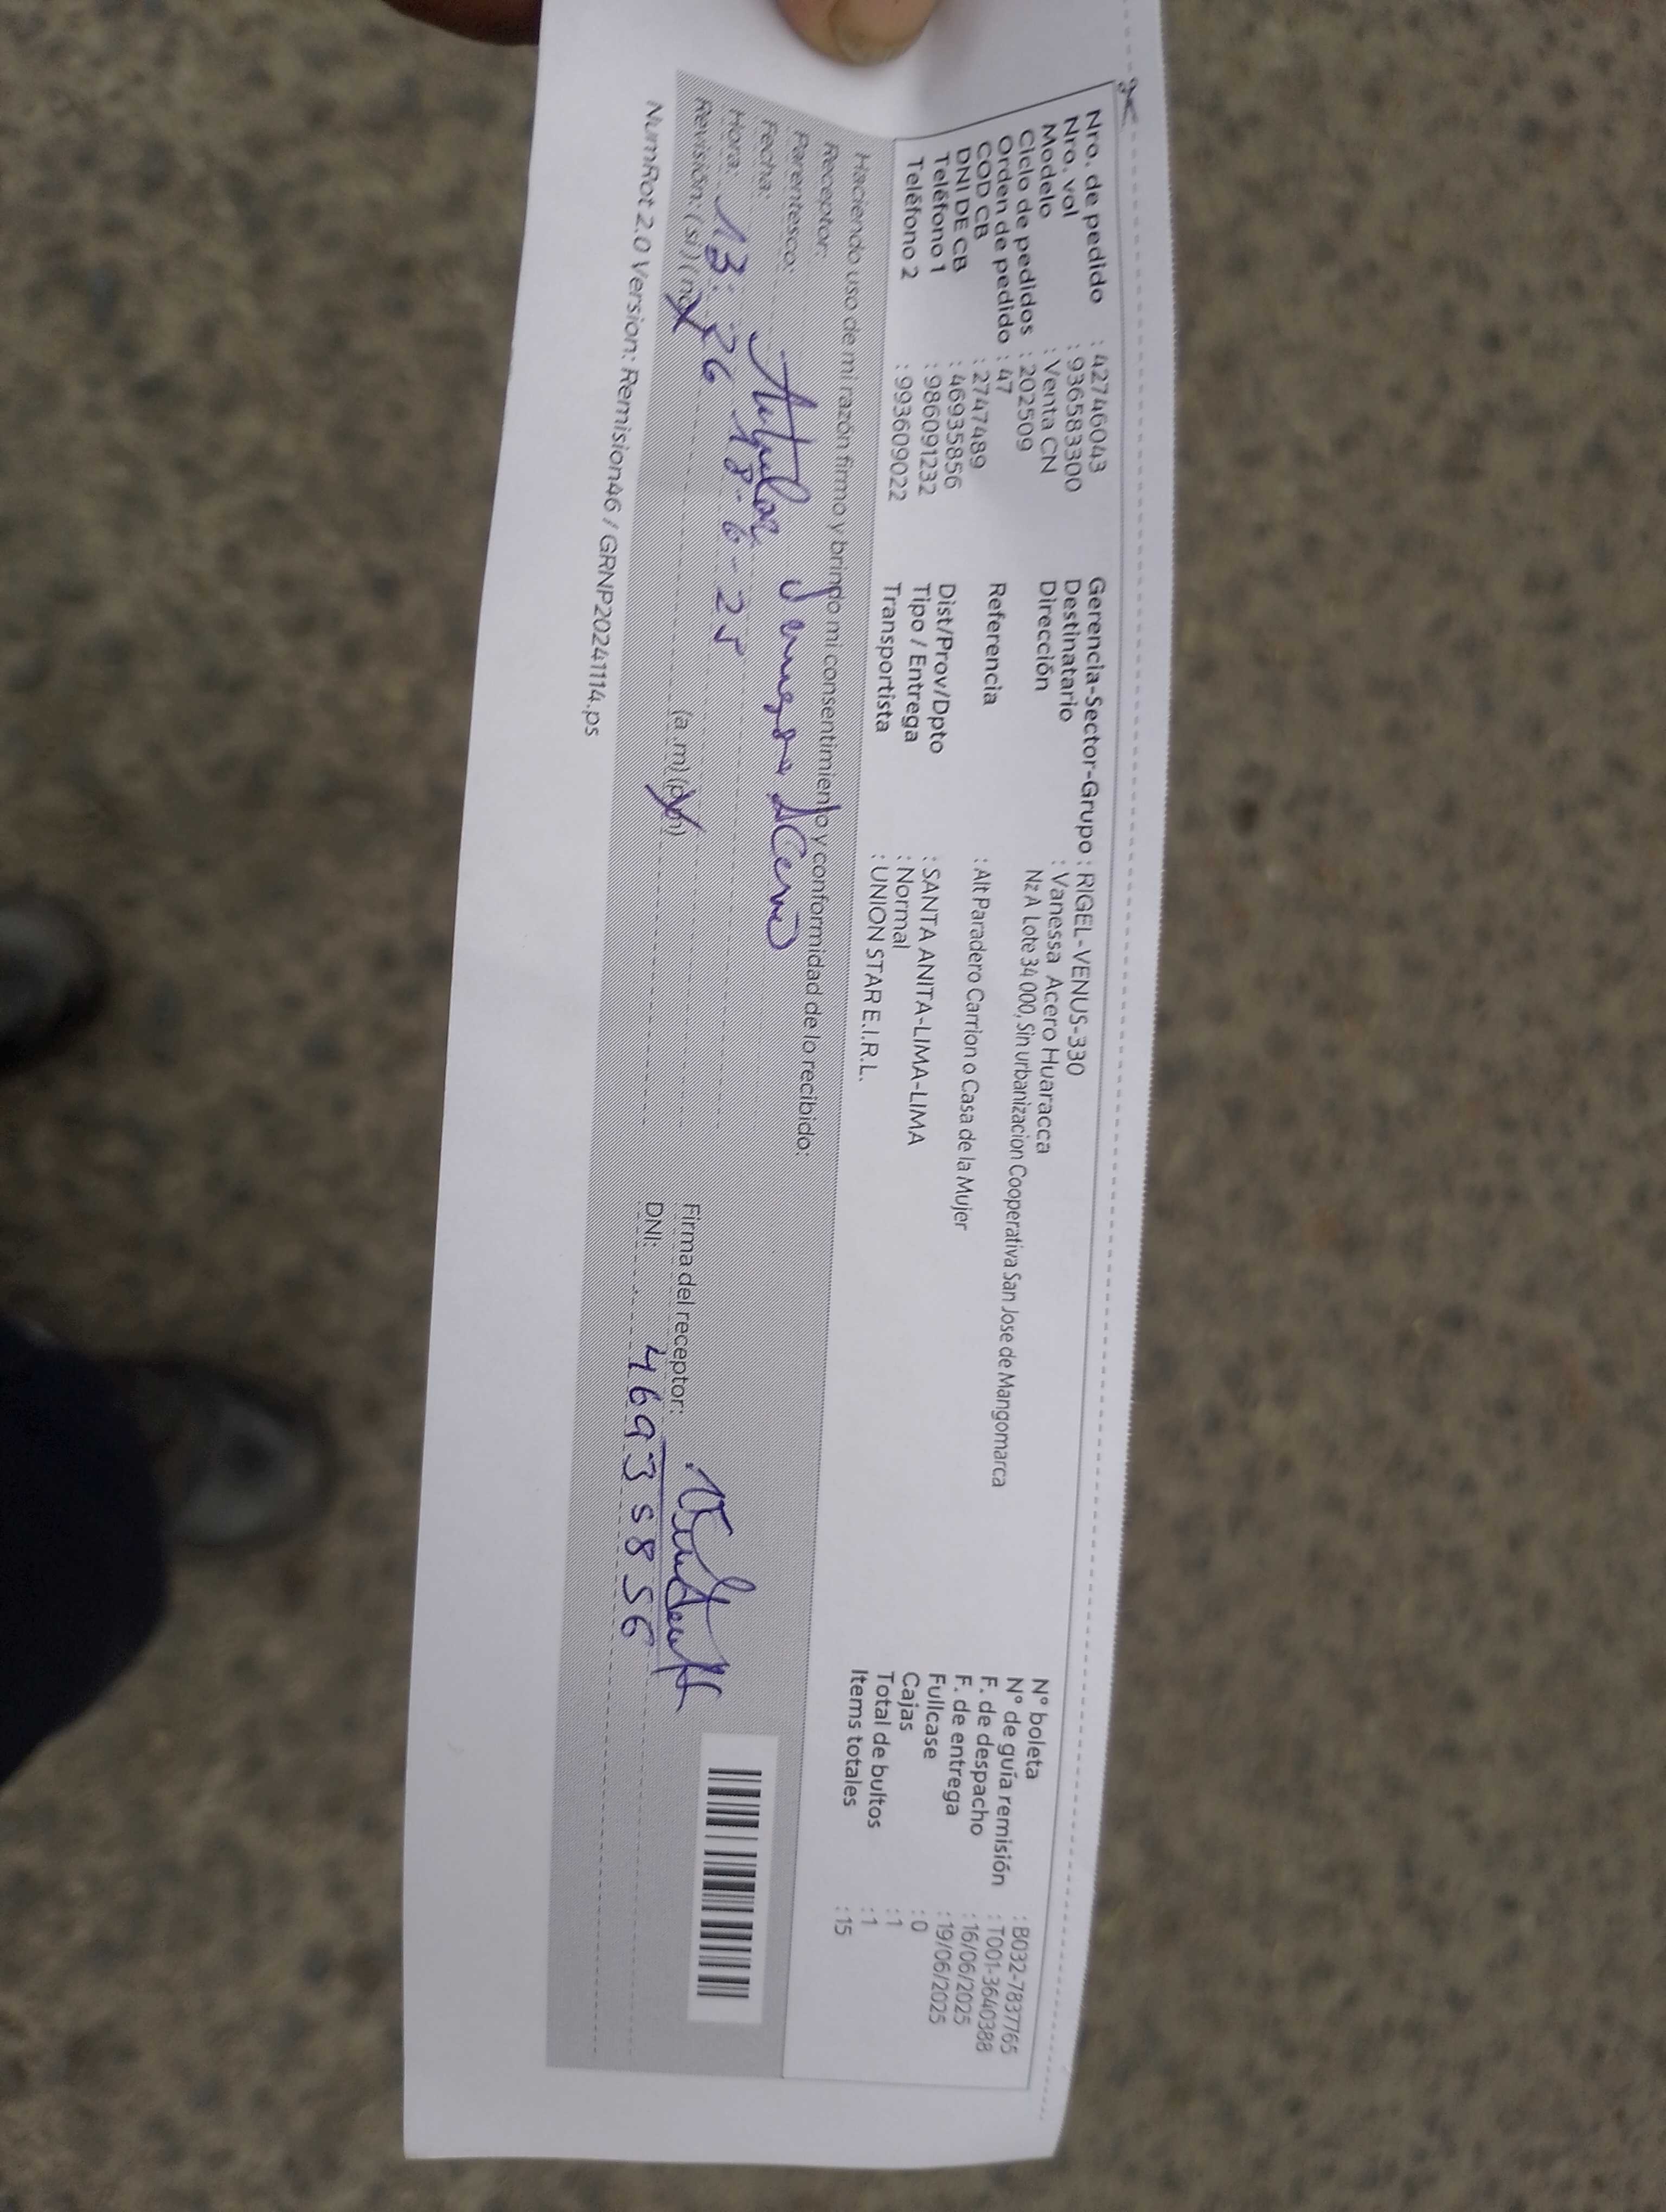 Nro. de pedido : 42746043
Nro. vol : 936583300
Modelo : Venta CN
Ciclo de pedidos : 202509
Orden de pedido : 47
COD CB : 2747489
DNI DE CB : 46935856
Teléfono 1 : 986091232
Teléfono 2 : 993609022
Gerencia-Sector-Grupo : RIGEL-VENUS-330
Destinatario : Vanessa Acero Huaracca
Dirección Nz A Lote 34 000, Sin urbanizacion Cooperativa San Jose de Mangomarca
Referencia : Alt Paradero Carrion o Casa de la Mujer
Dist/Prov/Dpto : SANTA ANITA-LIMA-LIMA
Tipo / Entrega : Normal
Transportista : UNION STAR E.I.R.L.
N° boleta : B032-7837765
N° de guía remisión : T001-3640388
F. de despacho : 16/06/2025
F. de entrega : 19/06/2025
Fullcase : 0
Cajas : 1
Total de bultos : 1
Items totales : 15
Haciendo uso de mi razón firmo y brindo mi consentimiento y conformidad de lo recibido:
Receptor:
Parentesco:
Fecha: 18-6-25
Hora: 13:26 (a.m) (p.m)
Revisión: (si) (no)
Firma del receptor:
DNI: 46935856
NumRot 2.0 Version: Remision46 / GRNP20241114.ps